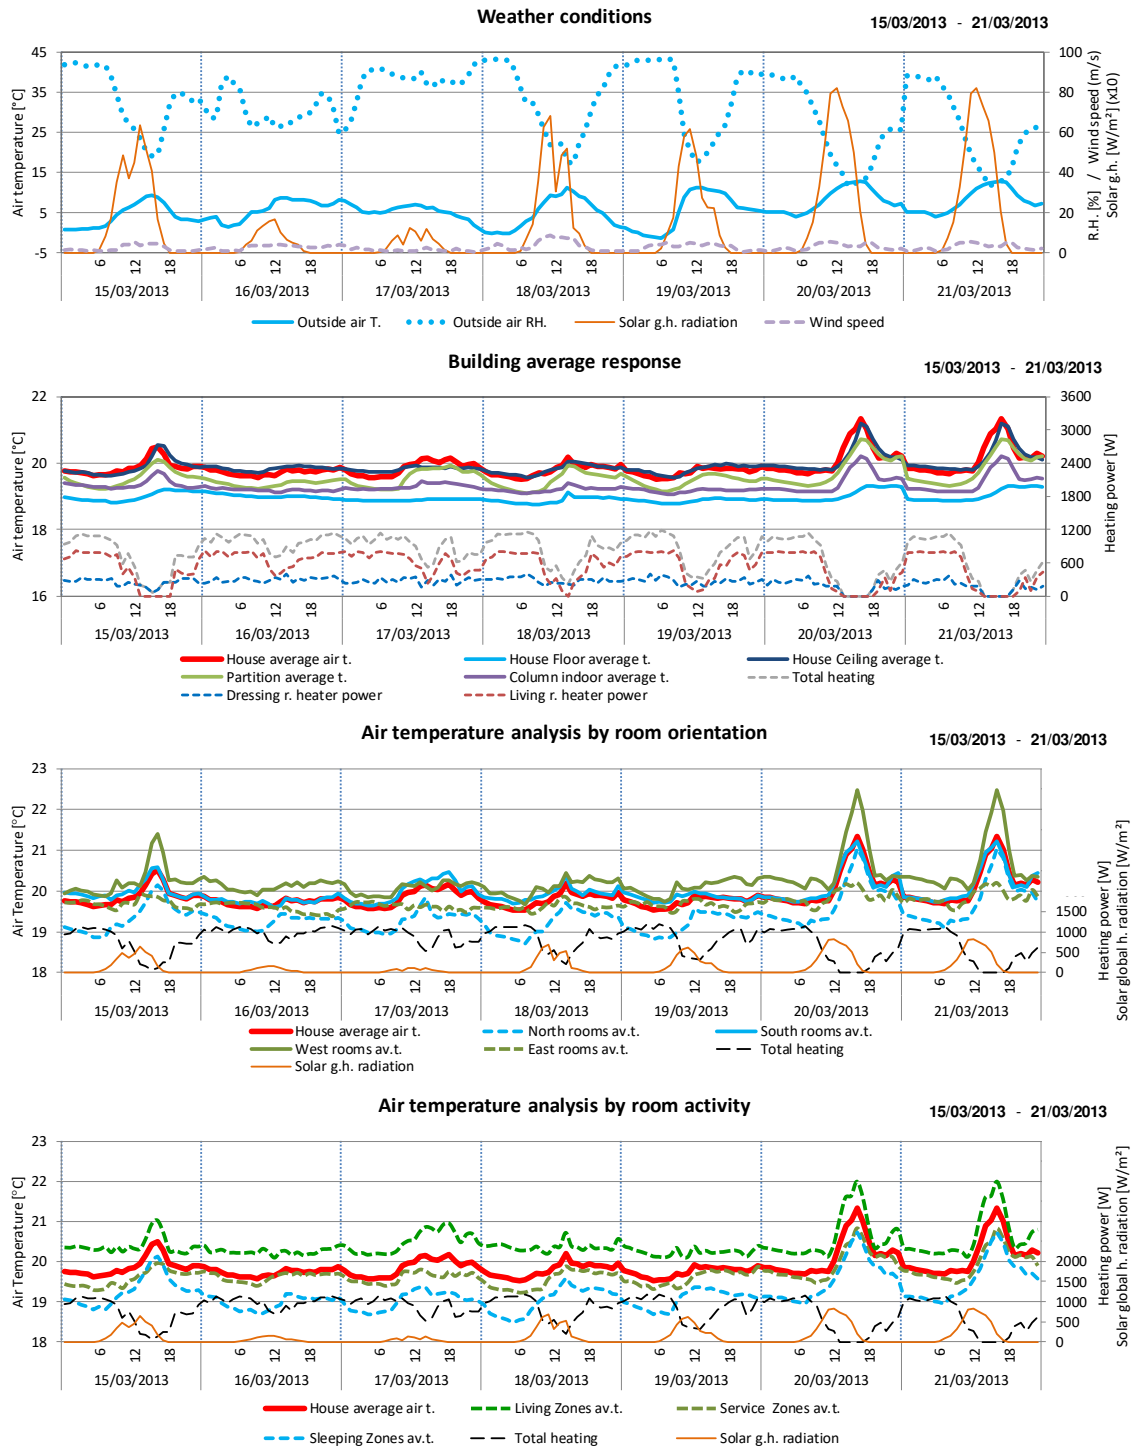 Weather conditions
15/03/2013 - 21/03/2013
Air temperature [°C]
45
35
25
15
5
-5
100
80
60
40
20
0
R.H. [%] / Wind speed (m/s)
Solar g.h. [W/m²] (x10)
6 12 18 6 12 18 6 12 18 6 12 18 6 12 18 6 12 18 6 12 18
15/03/2013 16/03/2013 17/03/2013 18/03/2013 19/03/2013 20/03/2013 21/03/2013
Outside air T. Outside air RH. Solar g.h. radiation Wind speed
Building average response
15/03/2013 - 21/03/2013
Air temperature [°C]
22
20
18
16
3600
3000
2400
1800
1200
600
0
Heating power [W]
6 12 18 6 12 18 6 12 18 6 12 18 6 12 18 6 12 18 6 12 18
15/03/2013 16/03/2013 17/03/2013 18/03/2013 19/03/2013 20/03/2013 21/03/2013
House average air t. House Floor average t. House Ceiling average t.
Partition average t. Column indoor average t. Total heating
Dressing r. heater power Living r. heater power
Air temperature analysis by room orientation
15/03/2013 - 21/03/2013
Air Temperature [°C]
23
22
21
20
19
18
1500
1000
500
0
Heating power [W]
Solar global h. radiation [W/m²]
6 12 18 6 12 18 6 12 18 6 12 18 6 12 18 6 12 18 6 12 18
15/03/2013 16/03/2013 17/03/2013 18/03/2013 19/03/2013 20/03/2013 21/03/2013
House average air t. North rooms av.t. South rooms av.t.
West rooms av.t. East rooms av.t. Total heating
Solar g.h. radiation
Air temperature analysis by room activity
15/03/2013 - 21/03/2013
Air Temperature [°C]
23
22
21
20
19
18
2000
1500
1000
500
0
Heating power [W]
Solar global h. radiation [W/m²]
6 12 18 6 12 18 6 12 18 6 12 18 6 12 18 6 12 18 6 12 18
15/03/2013 16/03/2013 17/03/2013 18/03/2013 19/03/2013 20/03/2013 21/03/2013
House average air t. Living Zones av.t. Service Zones av.t.
Sleeping Zones av.t. Total heating Solar g.h. radiation